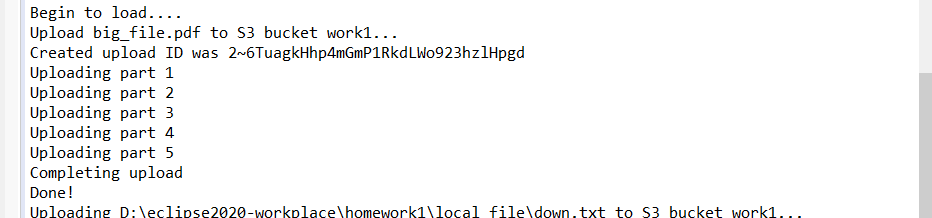 Begin to load....
Upload big_file.pdf to S3 bucket work1...
Created upload ID was 2~6TuagkHhp4mGmP1RkdLWo923hzlHpgd
Uploading part 1
Uploading part 2
Uploading part 3
Uploading part 4
Uploading part 5
Completing upload
Done!
Uploading D:\eclipse2020-workplace\homework1\local_file\down.txt to S3 bucket work1...